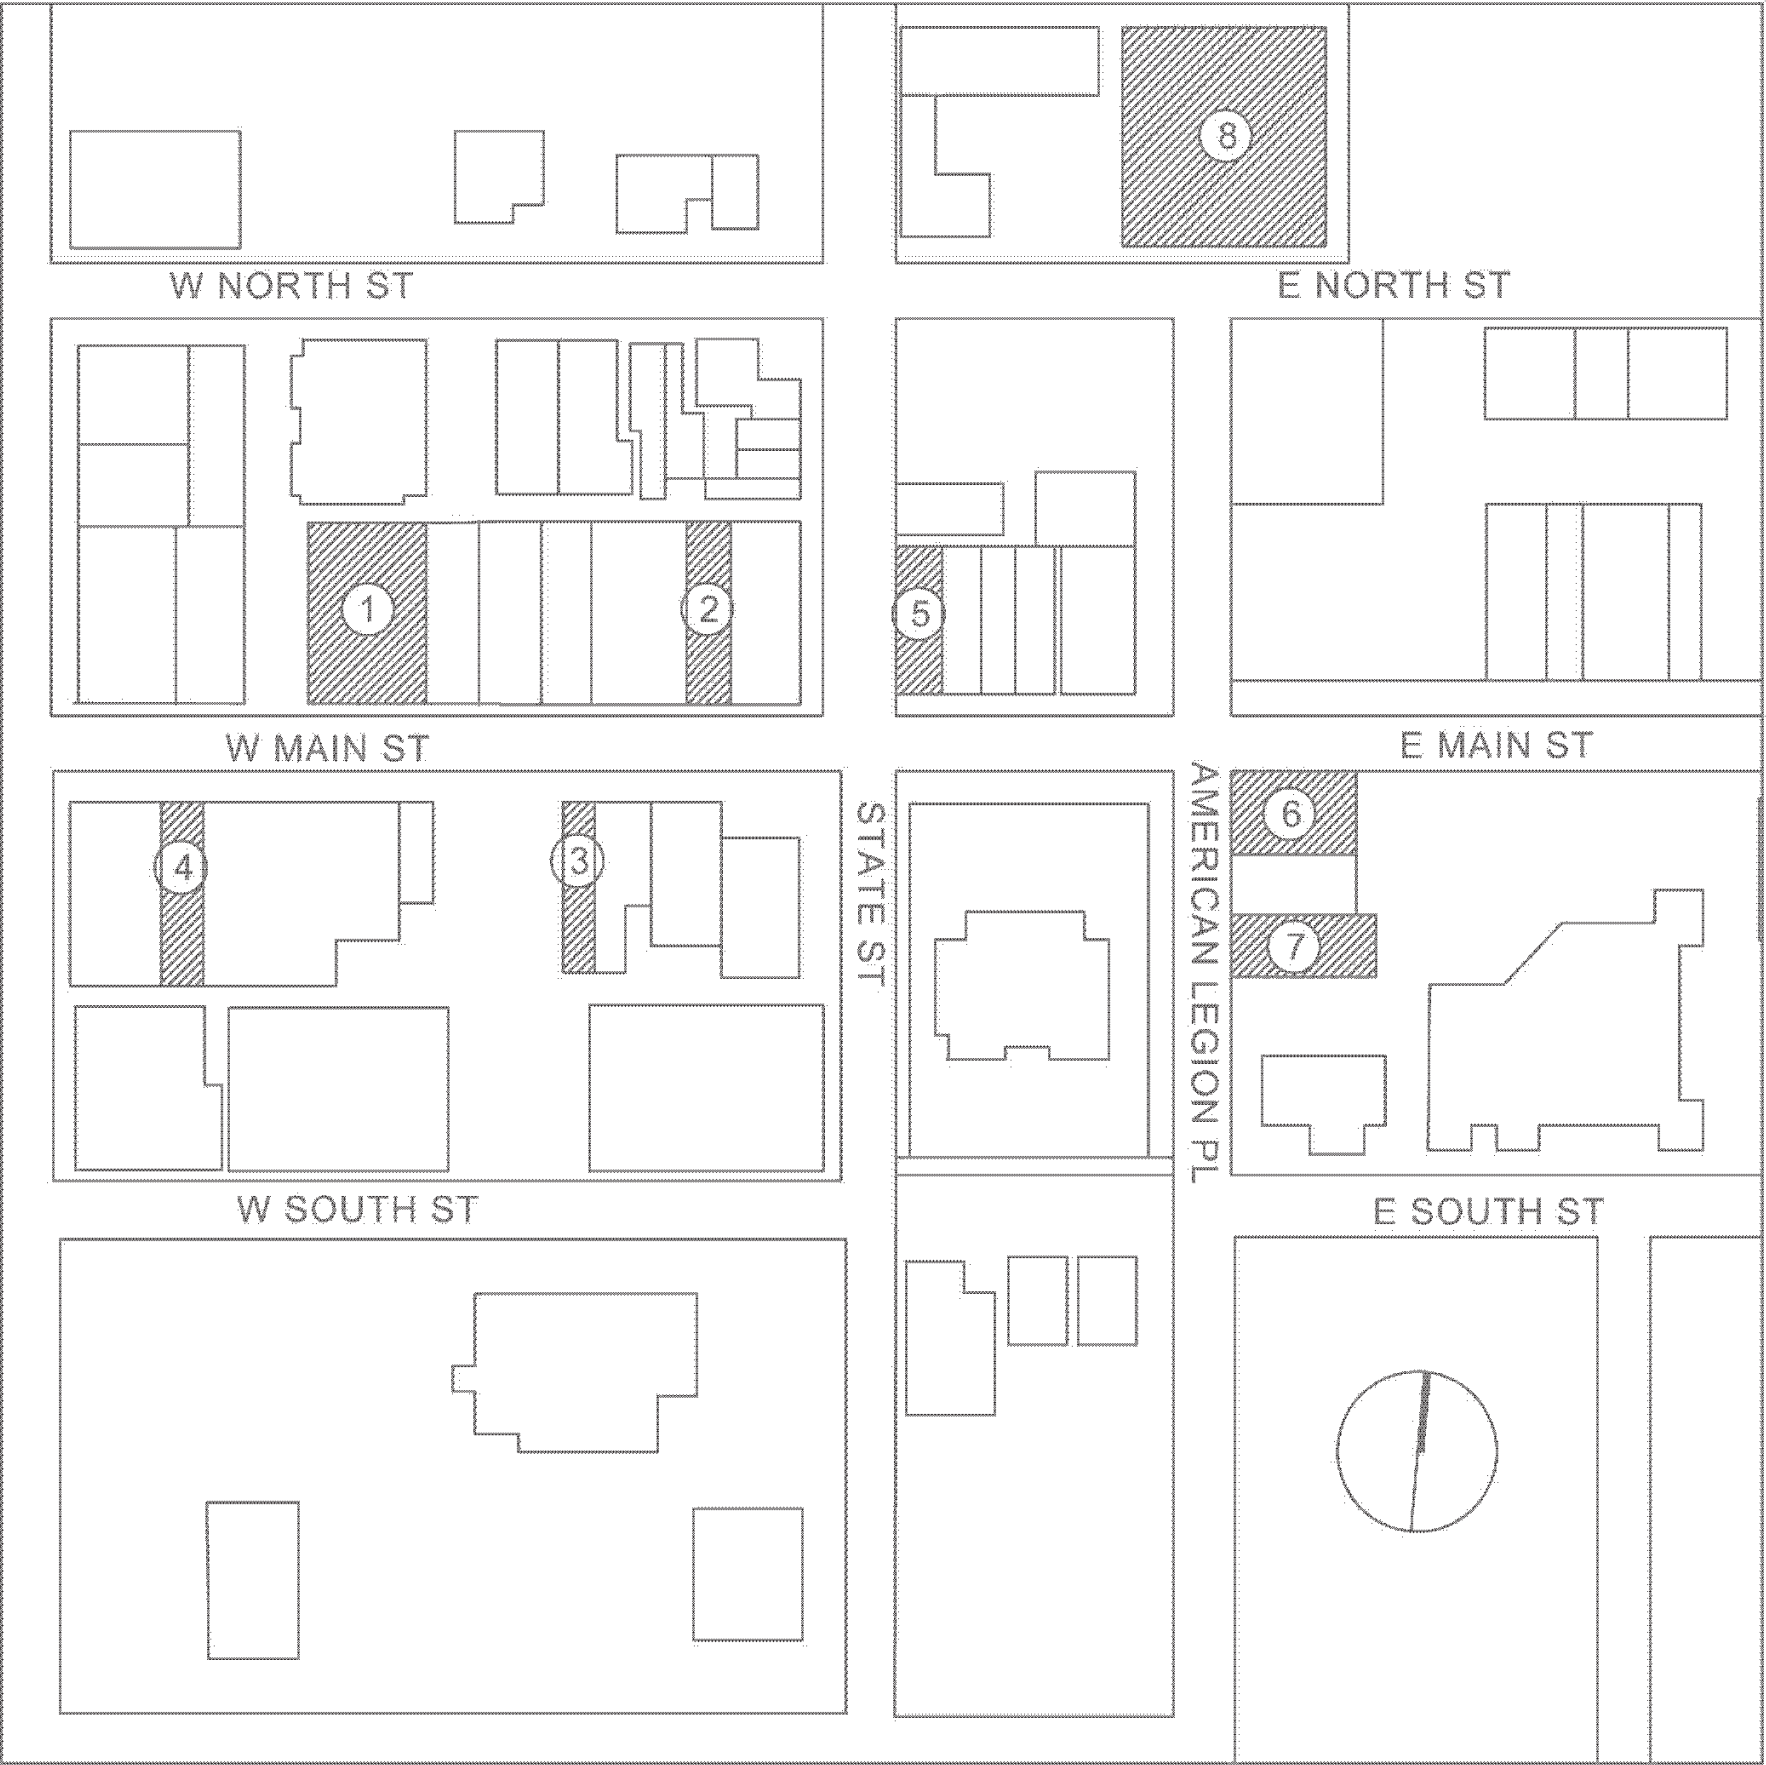 8
W NORTH ST
E NORTH ST
1
2
5
W MAIN ST
E MAIN ST
4
3
STATE ST
AMERICAN LEGION PL
6
7
W SOUTH ST
E SOUTH ST